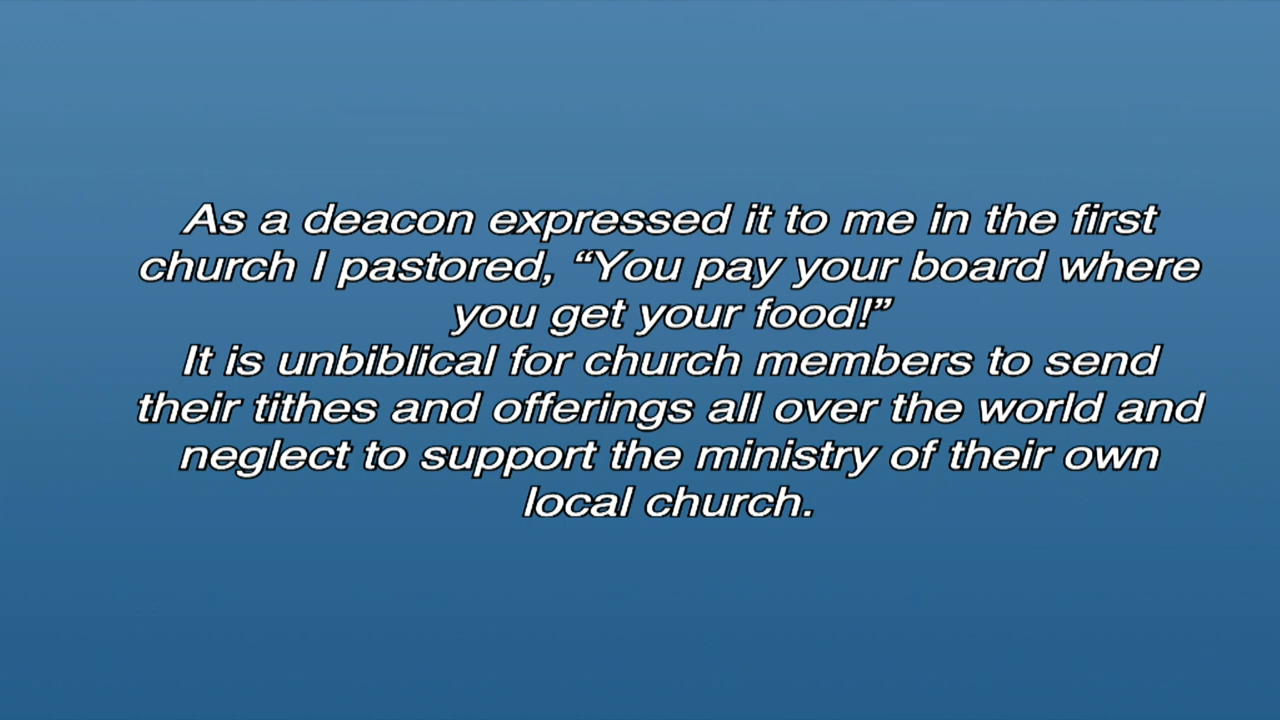 As a deacon expressed it to me in the first
church I pastored, “You pay your board where
you get your food!”
It is unbiblical for church members to send
their tithes and offerings all over the world and
neglect to support the ministry of their own
local church.